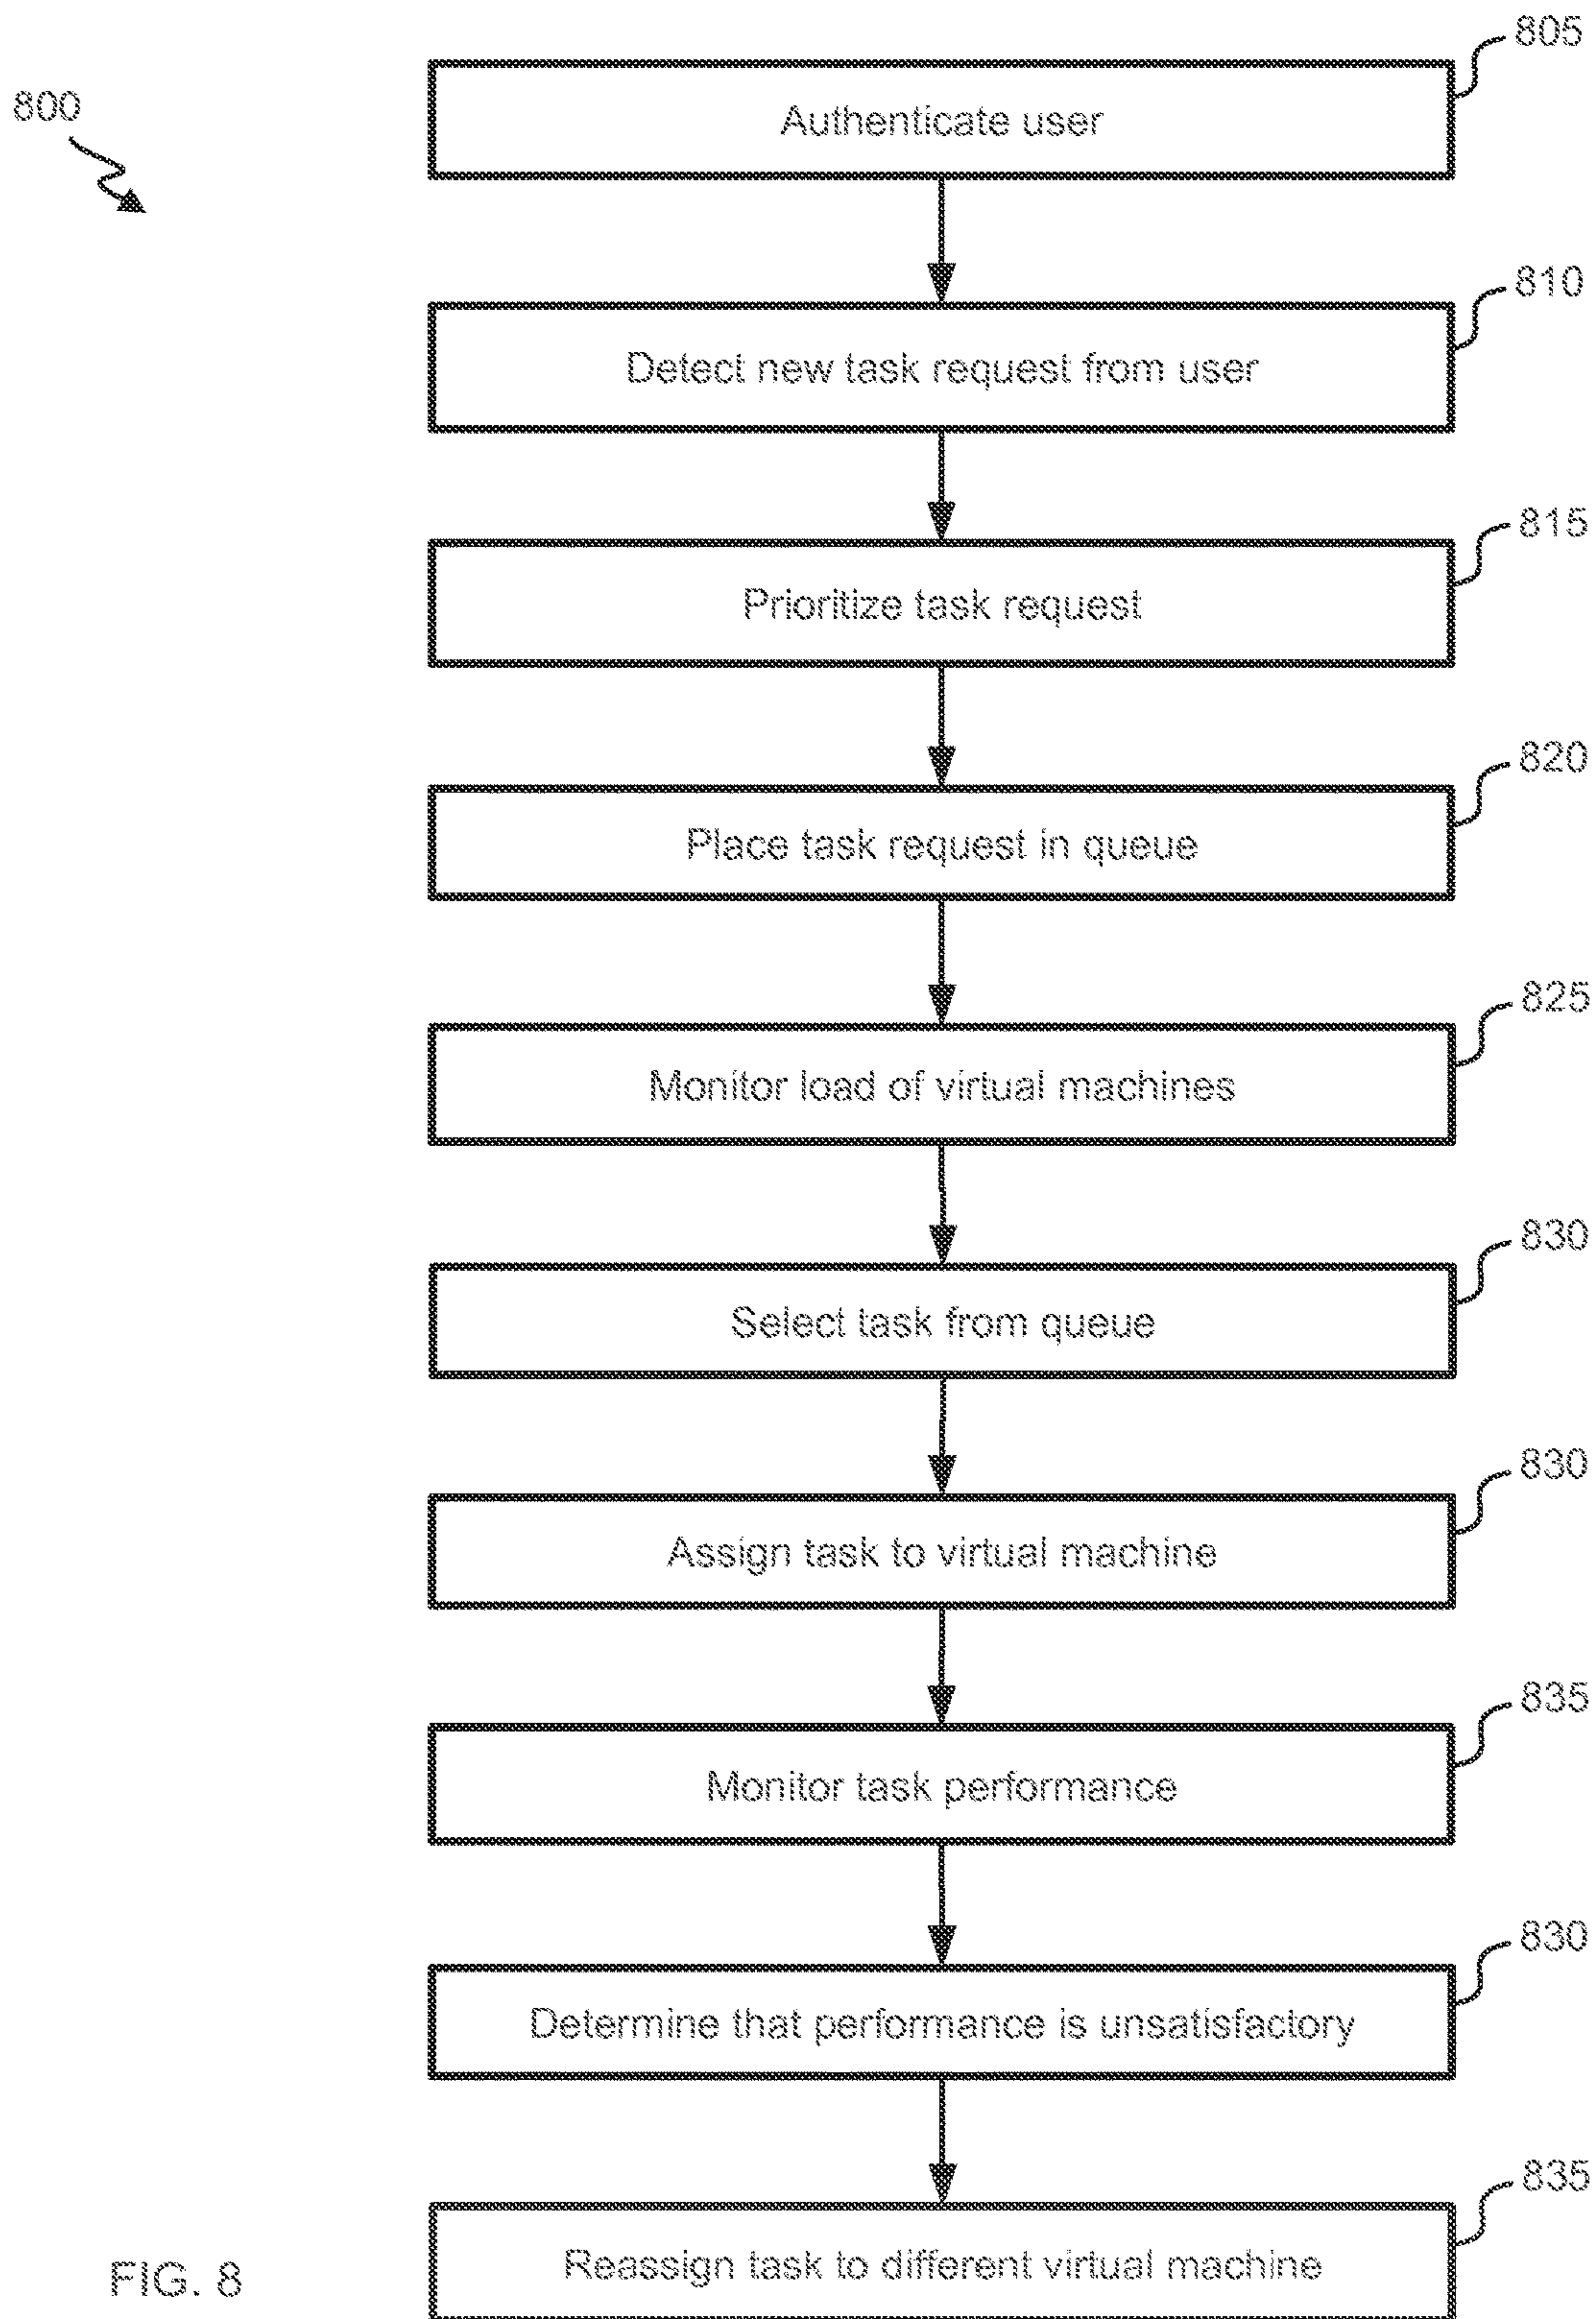 805
800
Authenticate user
810
Detect new task request from user
815
Prioritize task request
820
Place task request in queue
825
Monitor load of virtual machines
830
Select task from queue
830
Assign task to virtual machine
835
Monitor task performance
830
Determine that performance is unsatisfactory
835
Reassign task to different virtual machine
FIG. 8